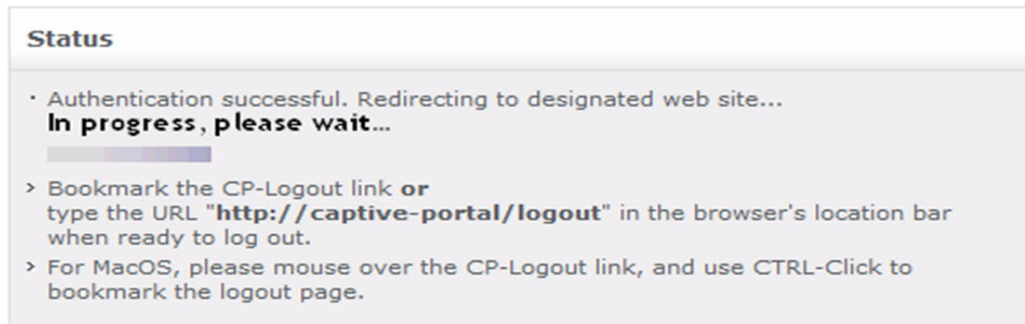 Status
· Authentication successful. Redirecting to designated web site...
In progress, please wait...
> Bookmark the CP-Logout link or
type the URL "http://captive-portal/logout" in the browser's location bar
when ready to log out.
> For MacOS, please mouse over the CP-Logout link, and use CTRL-Click to
bookmark the logout page.